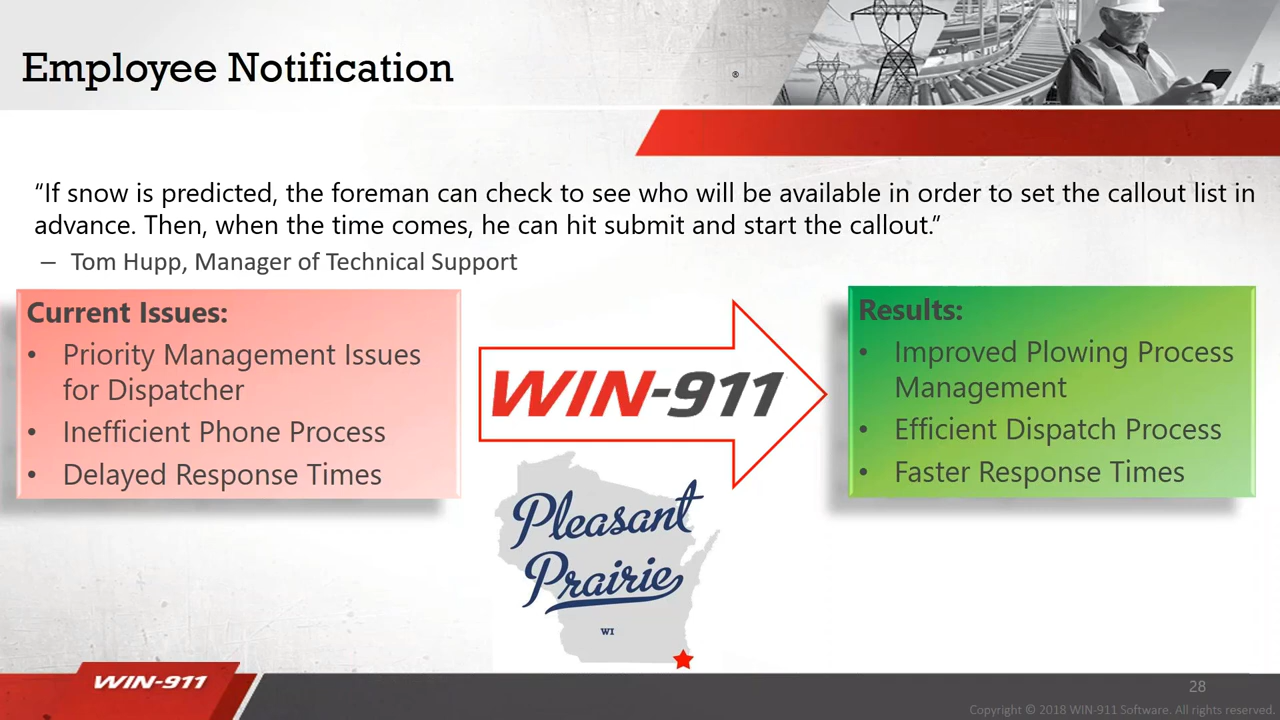 Employee Notification
®
“If snow is predicted, the foreman can check to see who will be available in order to set the callout list in
advance. Then, when the time comes, he can hit submit and start the callout.”
– Tom Hupp, Manager of Technical Support
Current Issues:
• Priority Management Issues
for Dispatcher
• Inefficient Phone Process
• Delayed Response Times
WIN-911
Results:
• Improved Plowing Process
Management
• Efficient Dispatch Process
• Faster Response Times
Pleasant
Prairie
WI
WIN-911
28
Copyright © 2018 WIN-911 Software. All rights reserved.